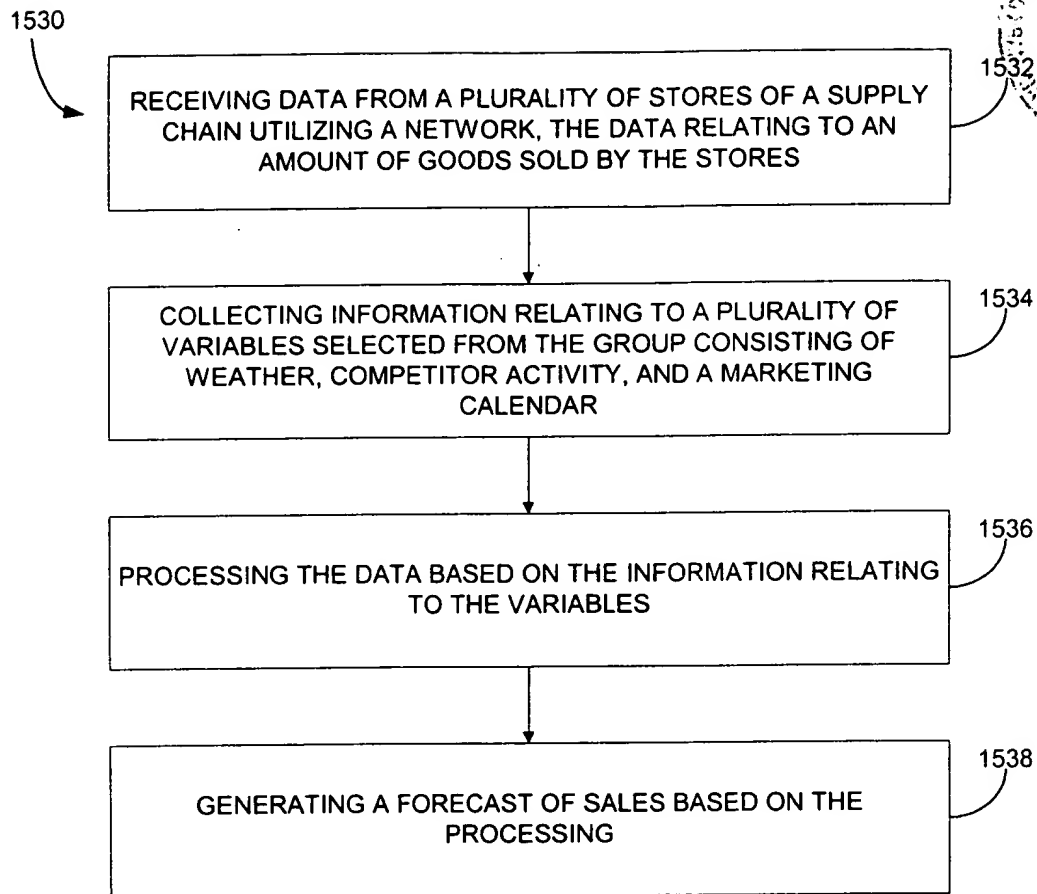 1530
1532
RECEIVING DATA FROM A PLURALITY OF STORES OF A SUPPLY
CHAIN UTILIZING A NETWORK, THE DATA RELATING TO AN
AMOUNT OF GOODS SOLD BY THE STORES
1534
COLLECTING INFORMATION RELATING TO A PLURALITY OF
VARIABLES SELECTED FROM THE GROUP CONSISTING OF
WEATHER, COMPETITOR ACTIVITY, AND A MARKETING
CALENDAR
1536
PROCESSING THE DATA BASED ON THE INFORMATION RELATING
TO THE VARIABLES
1538
GENERATING A FORECAST OF SALES BASED ON THE
PROCESSING